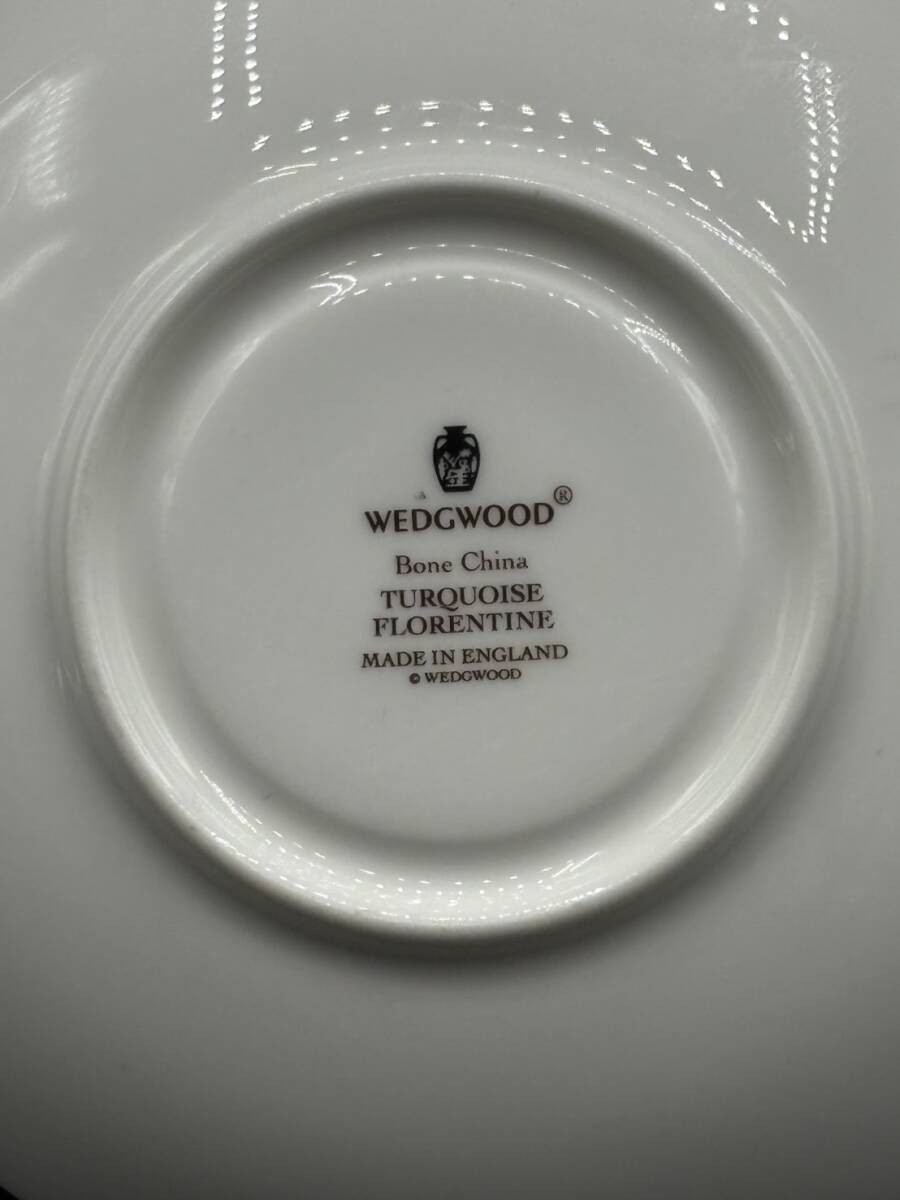 WEDGWOOD®
Bone China
TURQUOISE
FLORENTINE
MADE IN ENGLAND
© WEDGWOOD